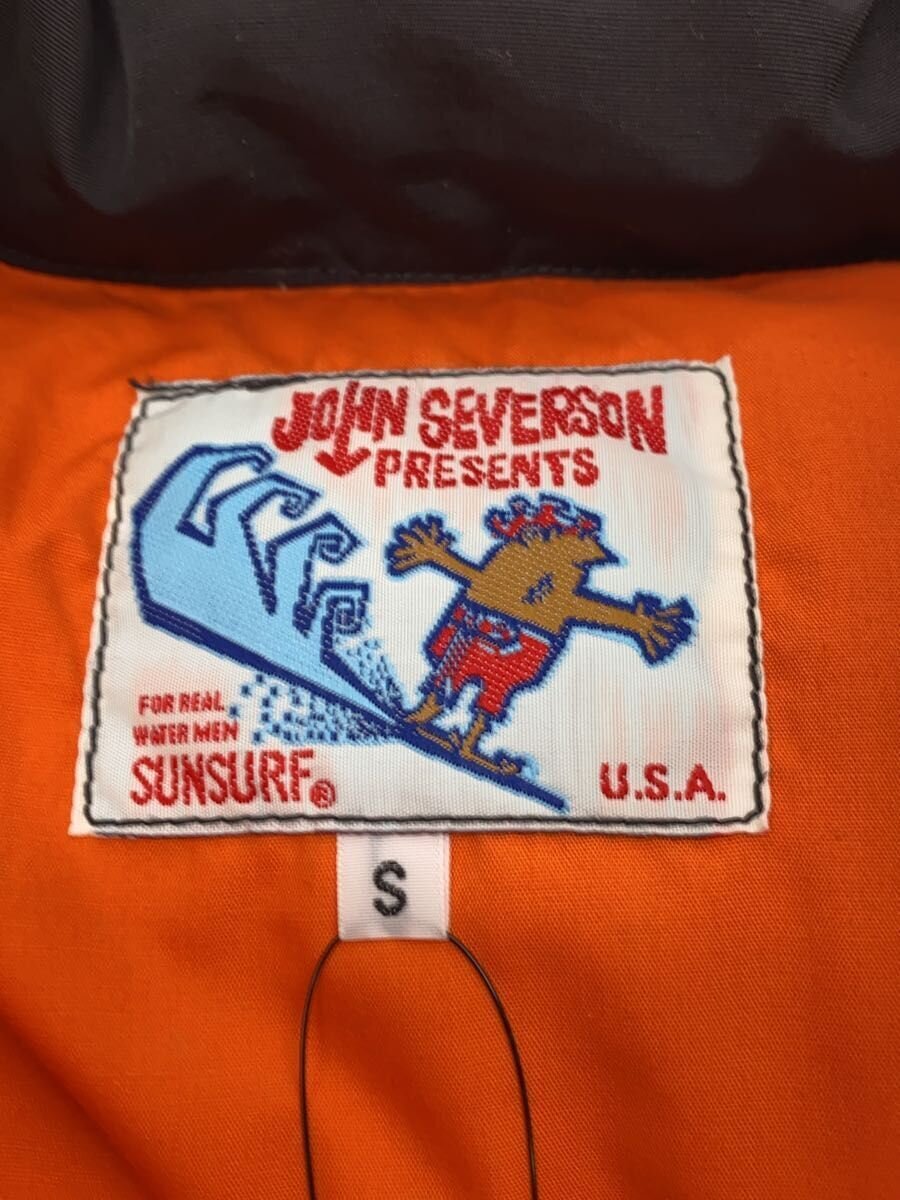 JOHN SEVERSON
PRESENTS
FOR REAL
WATER MEN
SUNSURF®
U.S.A.
S